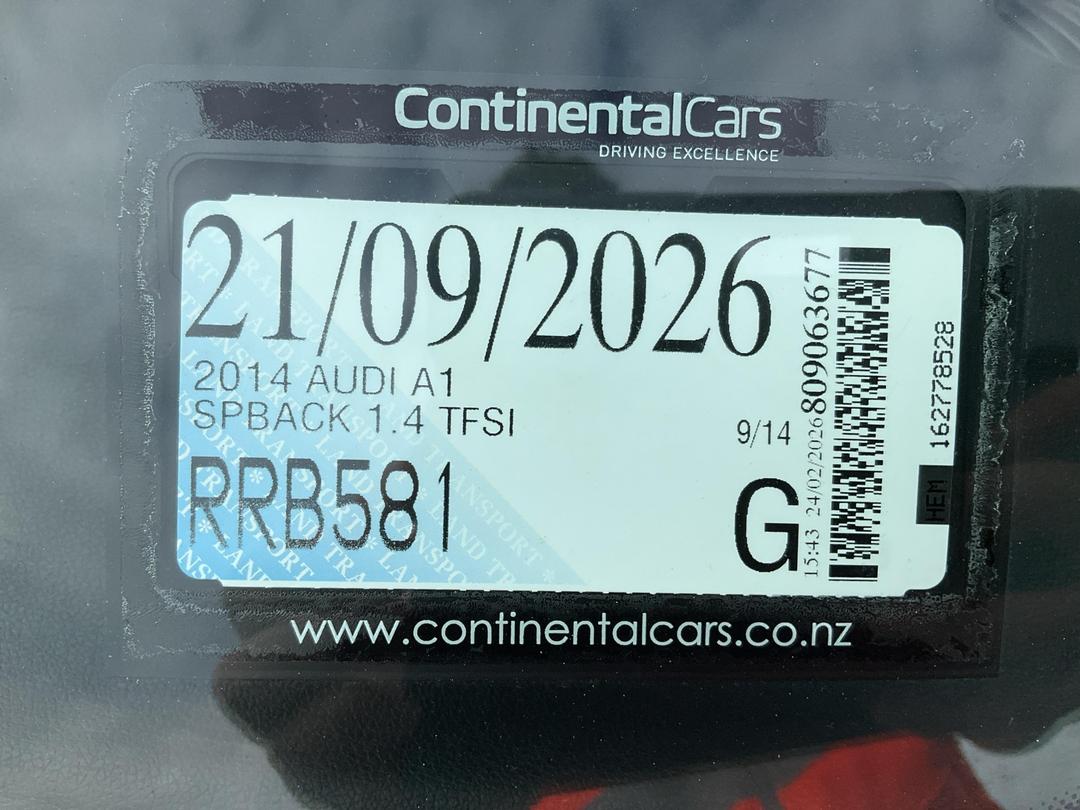 ContinentalCars
DRIVING EXCELLENCE
21/09/2026
2014 AUDI A1
SPBACK 1.4 TFSI
9/14
RRB581
G
15:43 24/02/2026 809063677
162778528
HEM
www.continentalcars.co.nz